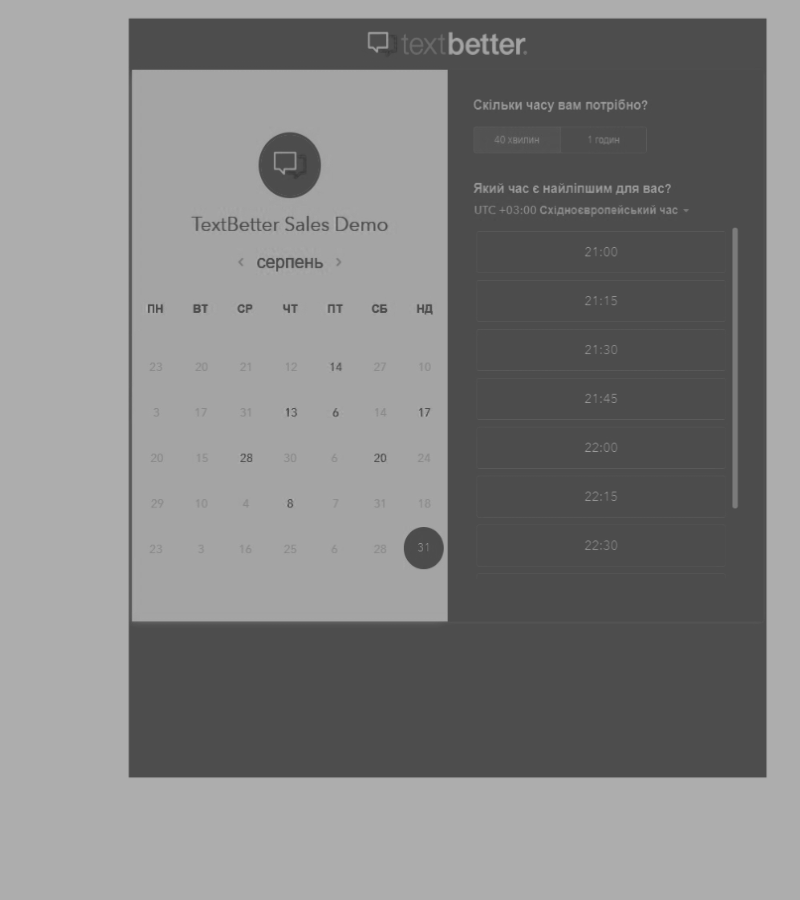 textbetter.
TextBetter Sales Demo
‹ серпень ›
ПН ВТ СР ЧТ ПТ СБ НД
23 20 21 12 14 27 10
3 17 31 13 6 14 17
20 15 28 30 6 20 24
29 10 4 8 7 31 18
23 3 16 25 6 28 31
Скільки часу вам потрібно?
40 хвилин 1 годин
Який час є найліпшим для вас?
UTC +03:00 Східноєвропейський час
21:00
21:15
21:30
21:45
22:00
22:15
22:30